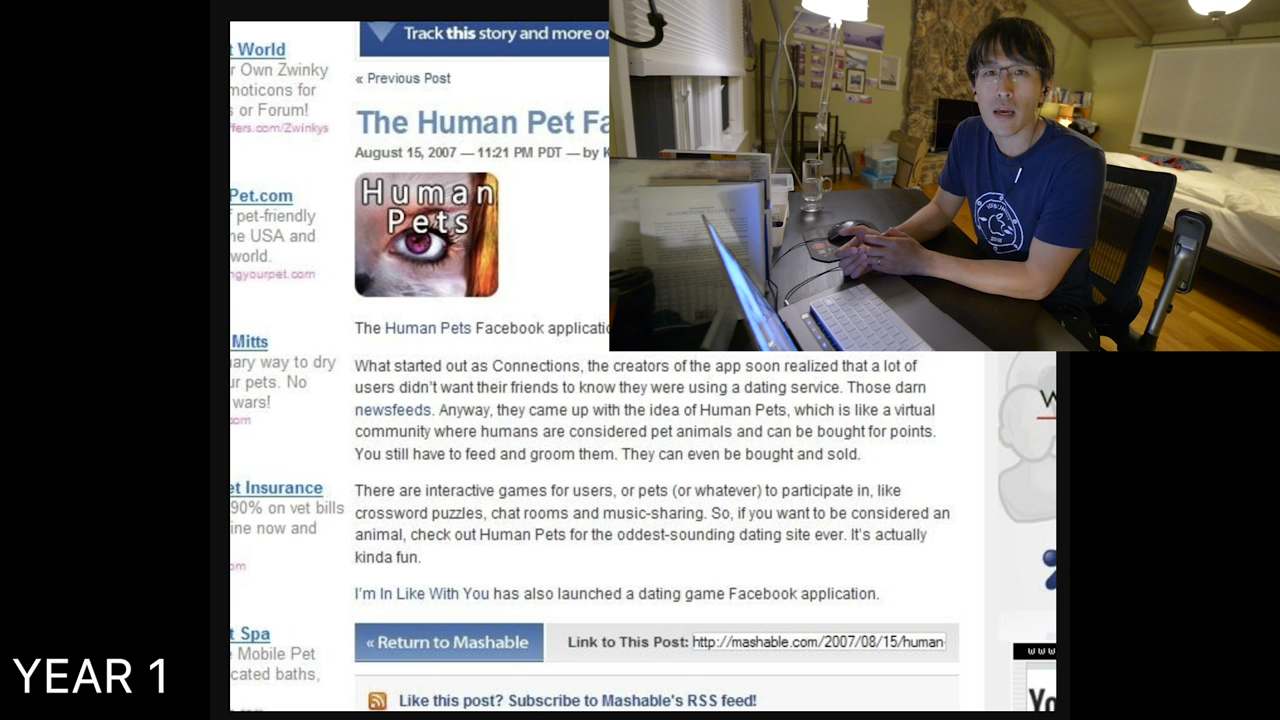 Track this story and more o
« Previous Post
The Human Pet Fa
August 15, 2007 — 11:21 PM PDT — by K
Human
Pets
The Human Pets Facebook applicatio
What started out as Connections, the creators of the app soon realized that a lot of
users didn't want their friends to know they were using a dating service. Those darn
newsfeeds. Anyway, they came up with the idea of Human Pets, which is like a virtual
community where humans are considered pet animals and can be bought for points.
You still have to feed and groom them. They can even be bought and sold.
There are interactive games for users, or pets (or whatever) to participate in, like
crossword puzzles, chat rooms and music-sharing. So, if you want to be considered an
animal, check out Human Pets for the oddest-sounding dating site ever. It's actually
kinda fun.
I'm In Like With You has also launched a dating game Facebook application.
« Return to Mashable
Link to This Post: http://mashable.com/2007/08/15/human-
Like this post? Subscribe to Mashable's RSS feed!
t World
r Own Zwinky
moticons for
s or Forum!
ffers.com/Zwinkys
Pet.com
f pet-friendly
he USA and
world.
ngyourpet.com
Mitts
nary way to dry
ur pets. No
wars!
om
et Insurance
90% on vet bills
ine now and
om
t Spa
e Mobile Pet
cated baths,
W
www
Yo
YEAR 1